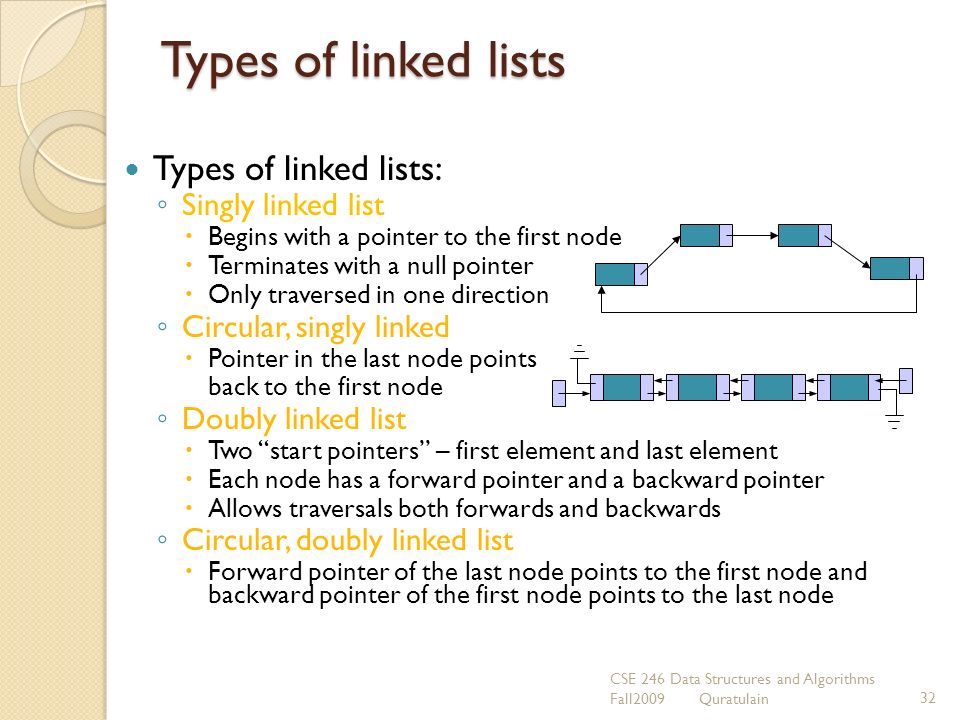 Types of linked lists
Types of linked lists:
Singly linked list
Begins with a pointer to the first node
Terminates with a null pointer
Only traversed in one direction
Circular, singly linked
Pointer in the last node points
back to the first node
Doubly linked list
Two “start pointers” – first element and last element
Each node has a forward pointer and a backward pointer
Allows traversals both forwards and backwards
Circular, doubly linked list
Forward pointer of the last node points to the first node and
backward pointer of the first node points to the last node
CSE 246 Data Structures and Algorithms
Fall2009 Quratulain 32